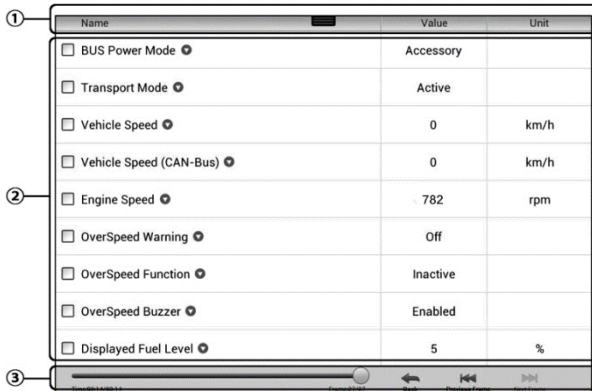 ①
Name Value Unit
②
BUS Power Mode Accessory
Transport Mode Active
Vehicle Speed 0 km/h
Vehicle Speed (CAN-Bus) 0 km/h
Engine Speed 782 rpm
OverSpeed Warning Off
OverSpeed Function Inactive
OverSpeed Buzzer Enabled
Displayed Fuel Level 5 %
③